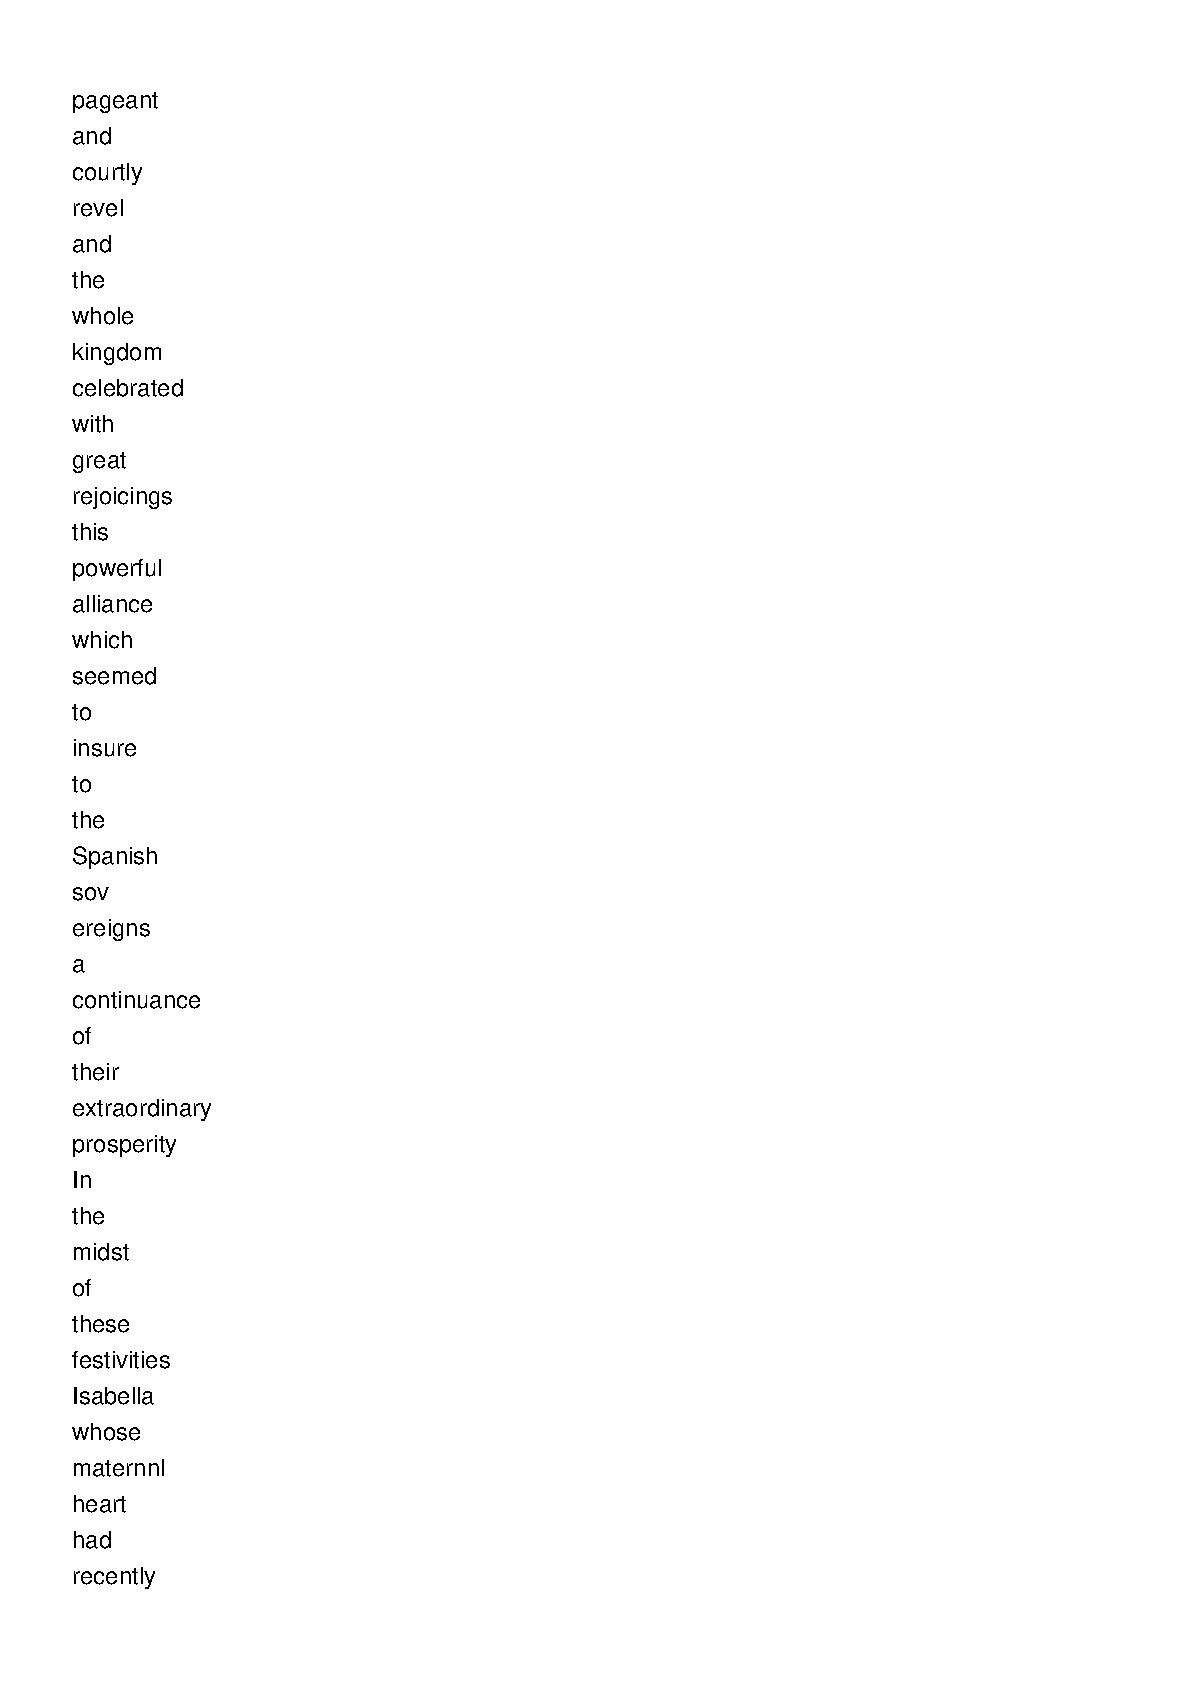 pageant
and
courtly
revel
and
the
whole
kingdom
celebrated
with
great
rejoicings
this
powerful
alliance
which
seemed
to
insure
to
the
Spanish
sov
ereigns
a
continuance
of
their
extraordinary
prosperity
In
the
midst
of
these
festivities
Isabella
whose
maternnl
heart
had
recently